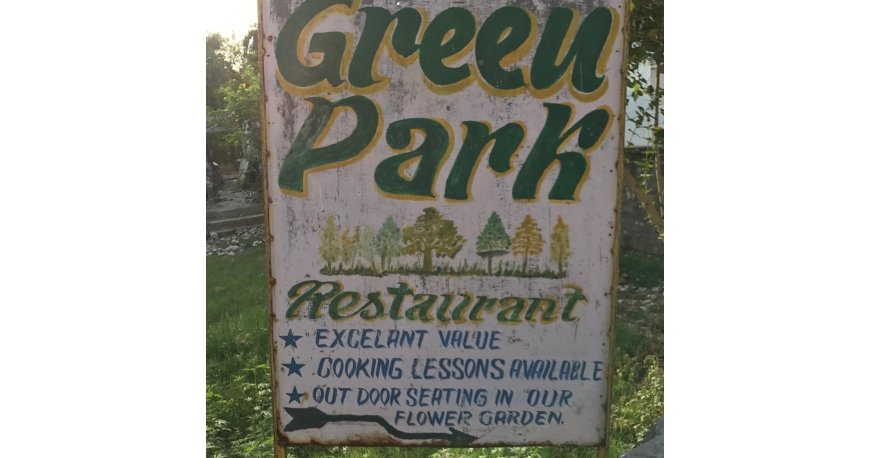 Green
Park
Restaurant
★ EXCELANT VALUE
★ COOKING LESSONS AVAILABLE
★ OUT DOOR SEATING IN OUR
FLOWER GARDEN.